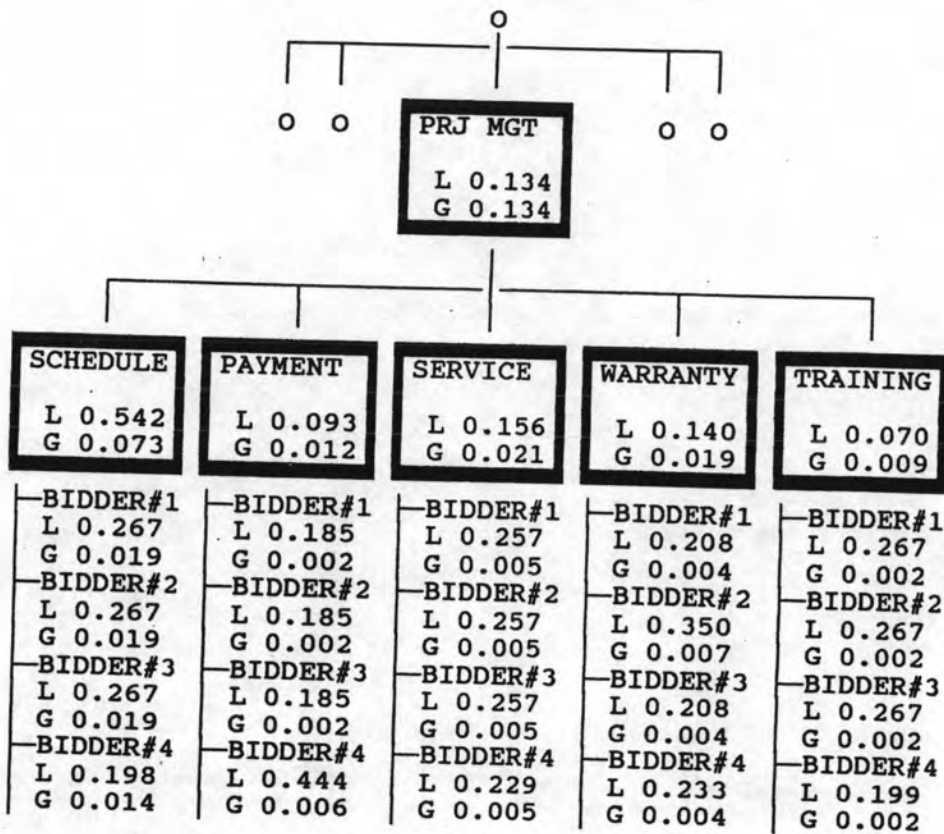 O
O O O O
PRJ MGT
L 0.134
G 0.134
SCHEDULE
L 0.542
G 0.073
BIDDER#1
L 0.267
G 0.019
BIDDER#2
L 0.267
G 0.019
BIDDER#3
L 0.267
G 0.019
BIDDER#4
L 0.198
G 0.014
PAYMENT
L 0.093
G 0.012
BIDDER#1
L 0.185
G 0.002
BIDDER#2
L 0.185
G 0.002
BIDDER#3
L 0.185
G 0.002
BIDDER#4
L 0.444
G 0.006
SERVICE
L 0.156
G 0.021
BIDDER#1
L 0.257
G 0.005
BIDDER#2
L 0.257
G 0.005
BIDDER#3
L 0.257
G 0.005
BIDDER#4
L 0.229
G 0.005
WARRANTY
L 0.140
G 0.019
BIDDER#1
L 0.208
G 0.004
BIDDER#2
L 0.350
G 0.007
BIDDER#3
L 0.208
G 0.004
BIDDER#4
L 0.233
G 0.004
TRAINING
L 0.070
G 0.009
BIDDER#1
L 0.267
G 0.002
BIDDER#2
L 0.267
G 0.002
BIDDER#3
L 0.267
G 0.002
BIDDER#4
L 0.199
G 0.002